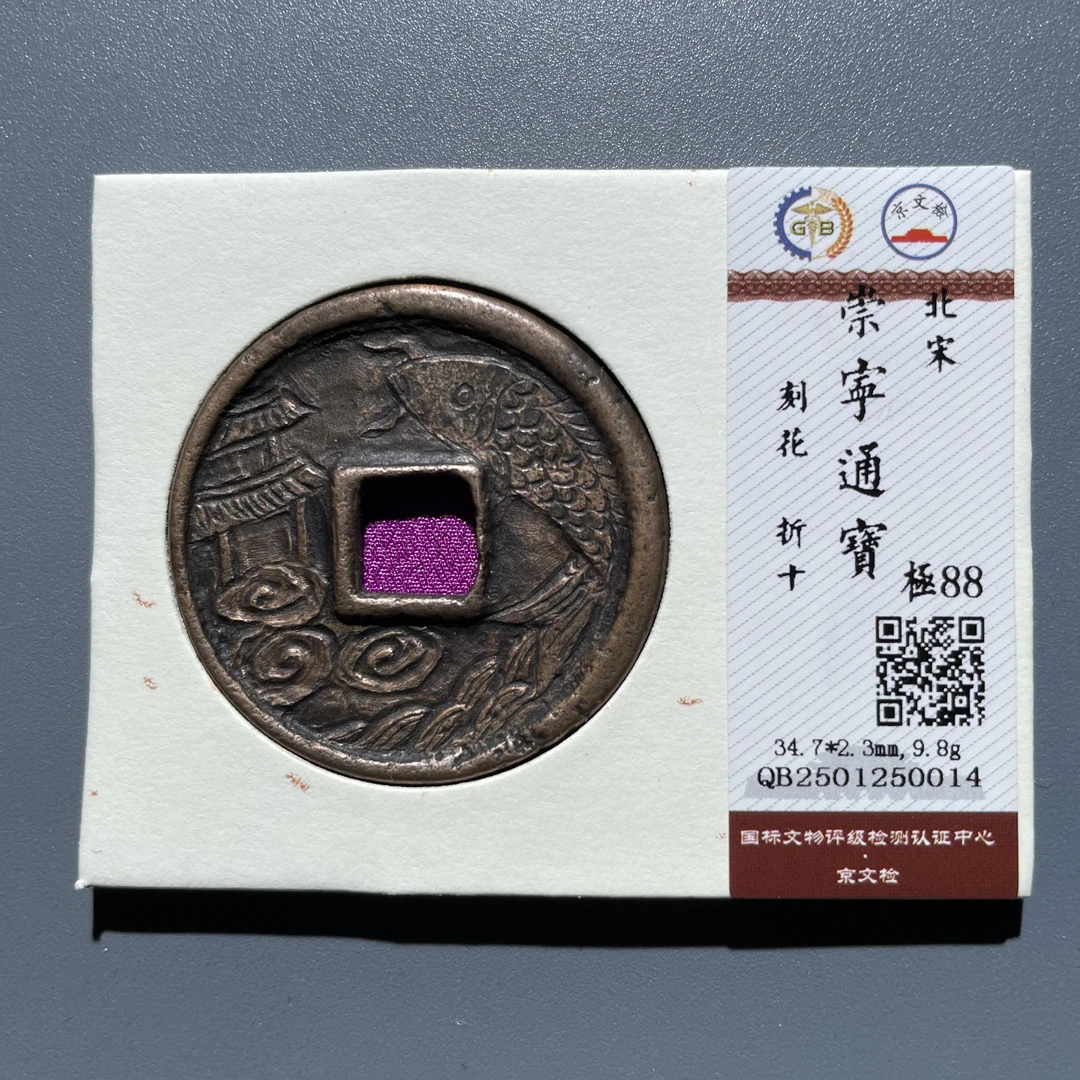 GB
京文检
北宋
崇寧通寶
刻花 折十
極88
34.7*2.3mm,9.8g
QB2501250014
国标文物评级检测认证中心
·
京文检